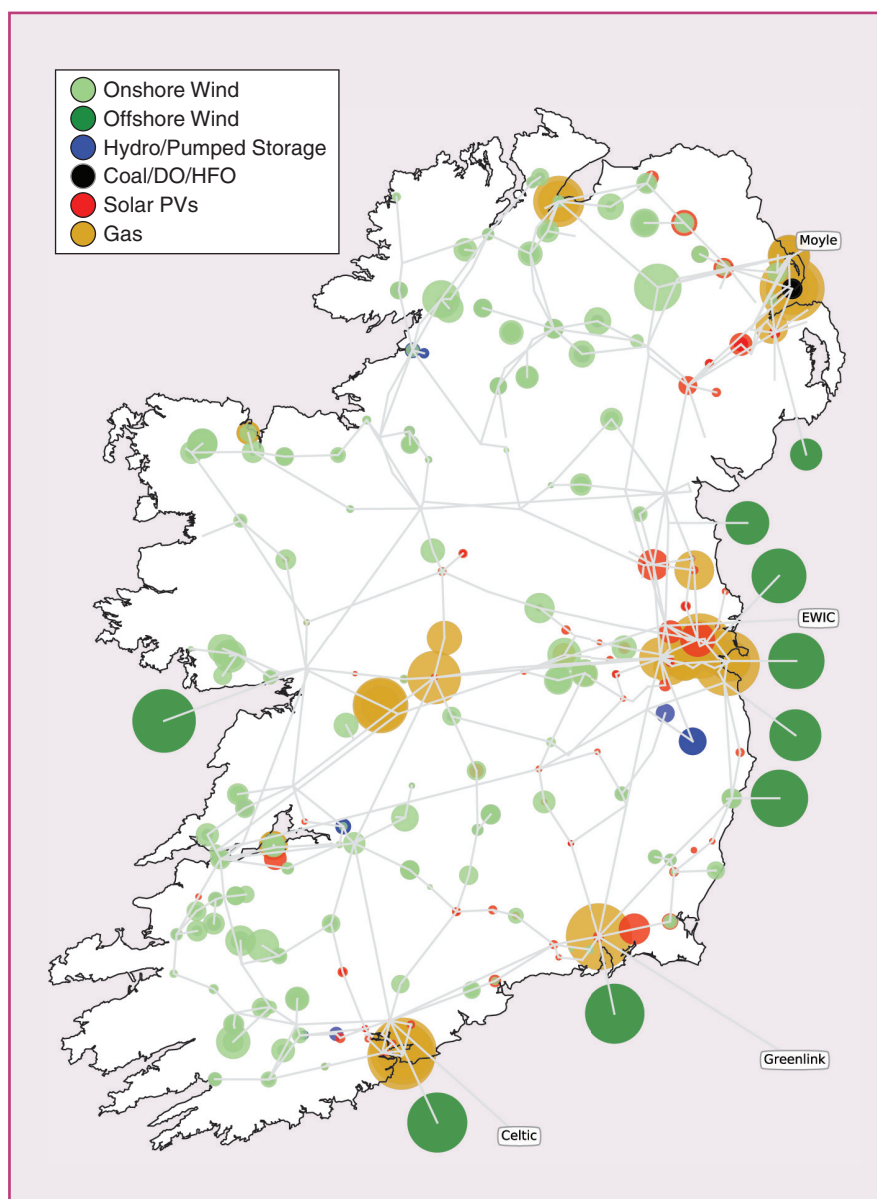 Onshore Wind
Offshore Wind
Hydro/Pumped Storage
Coal/DO/HFO
Solar PVs
Gas
Moyle
EWIC
Greenlink
Celtic